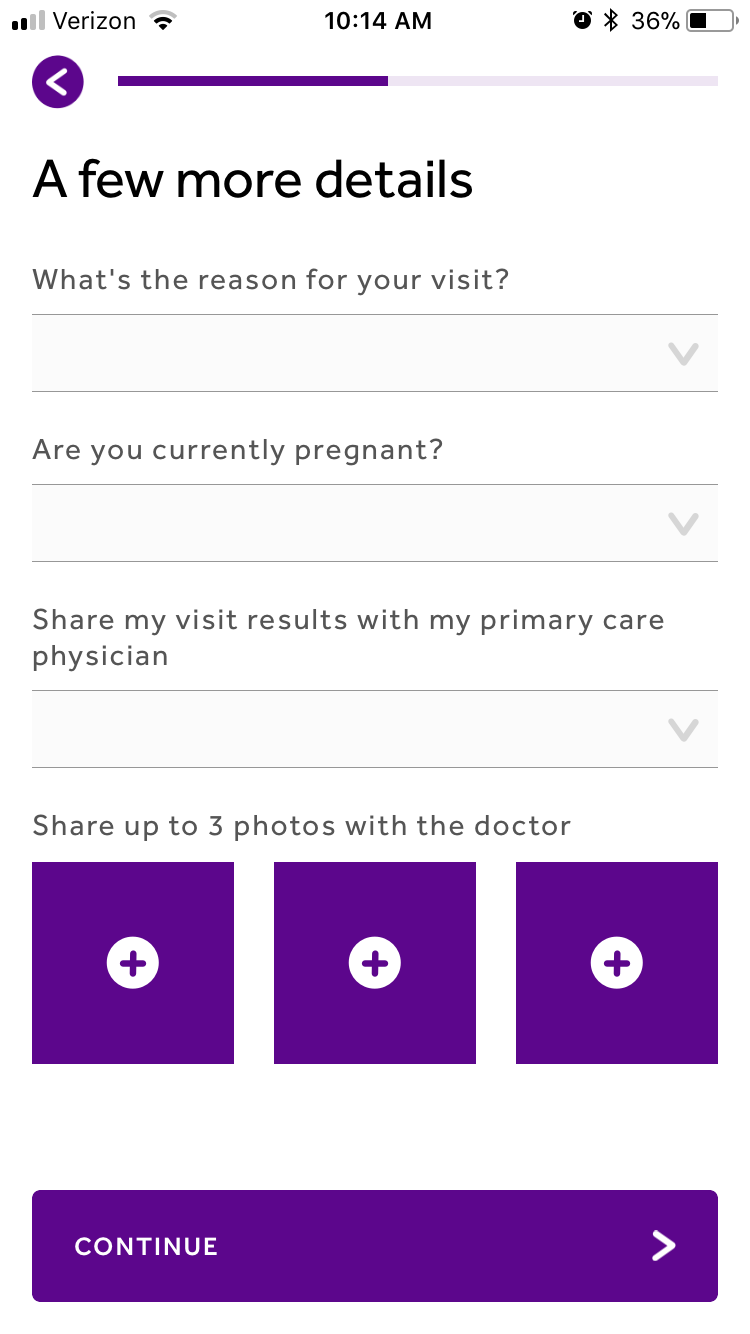 Verizon 10:14 AM 36%
A few more details
What's the reason for your visit?
Are you currently pregnant?
Share my visit results with my primary care
physician
Share up to 3 photos with the doctor
CONTINUE